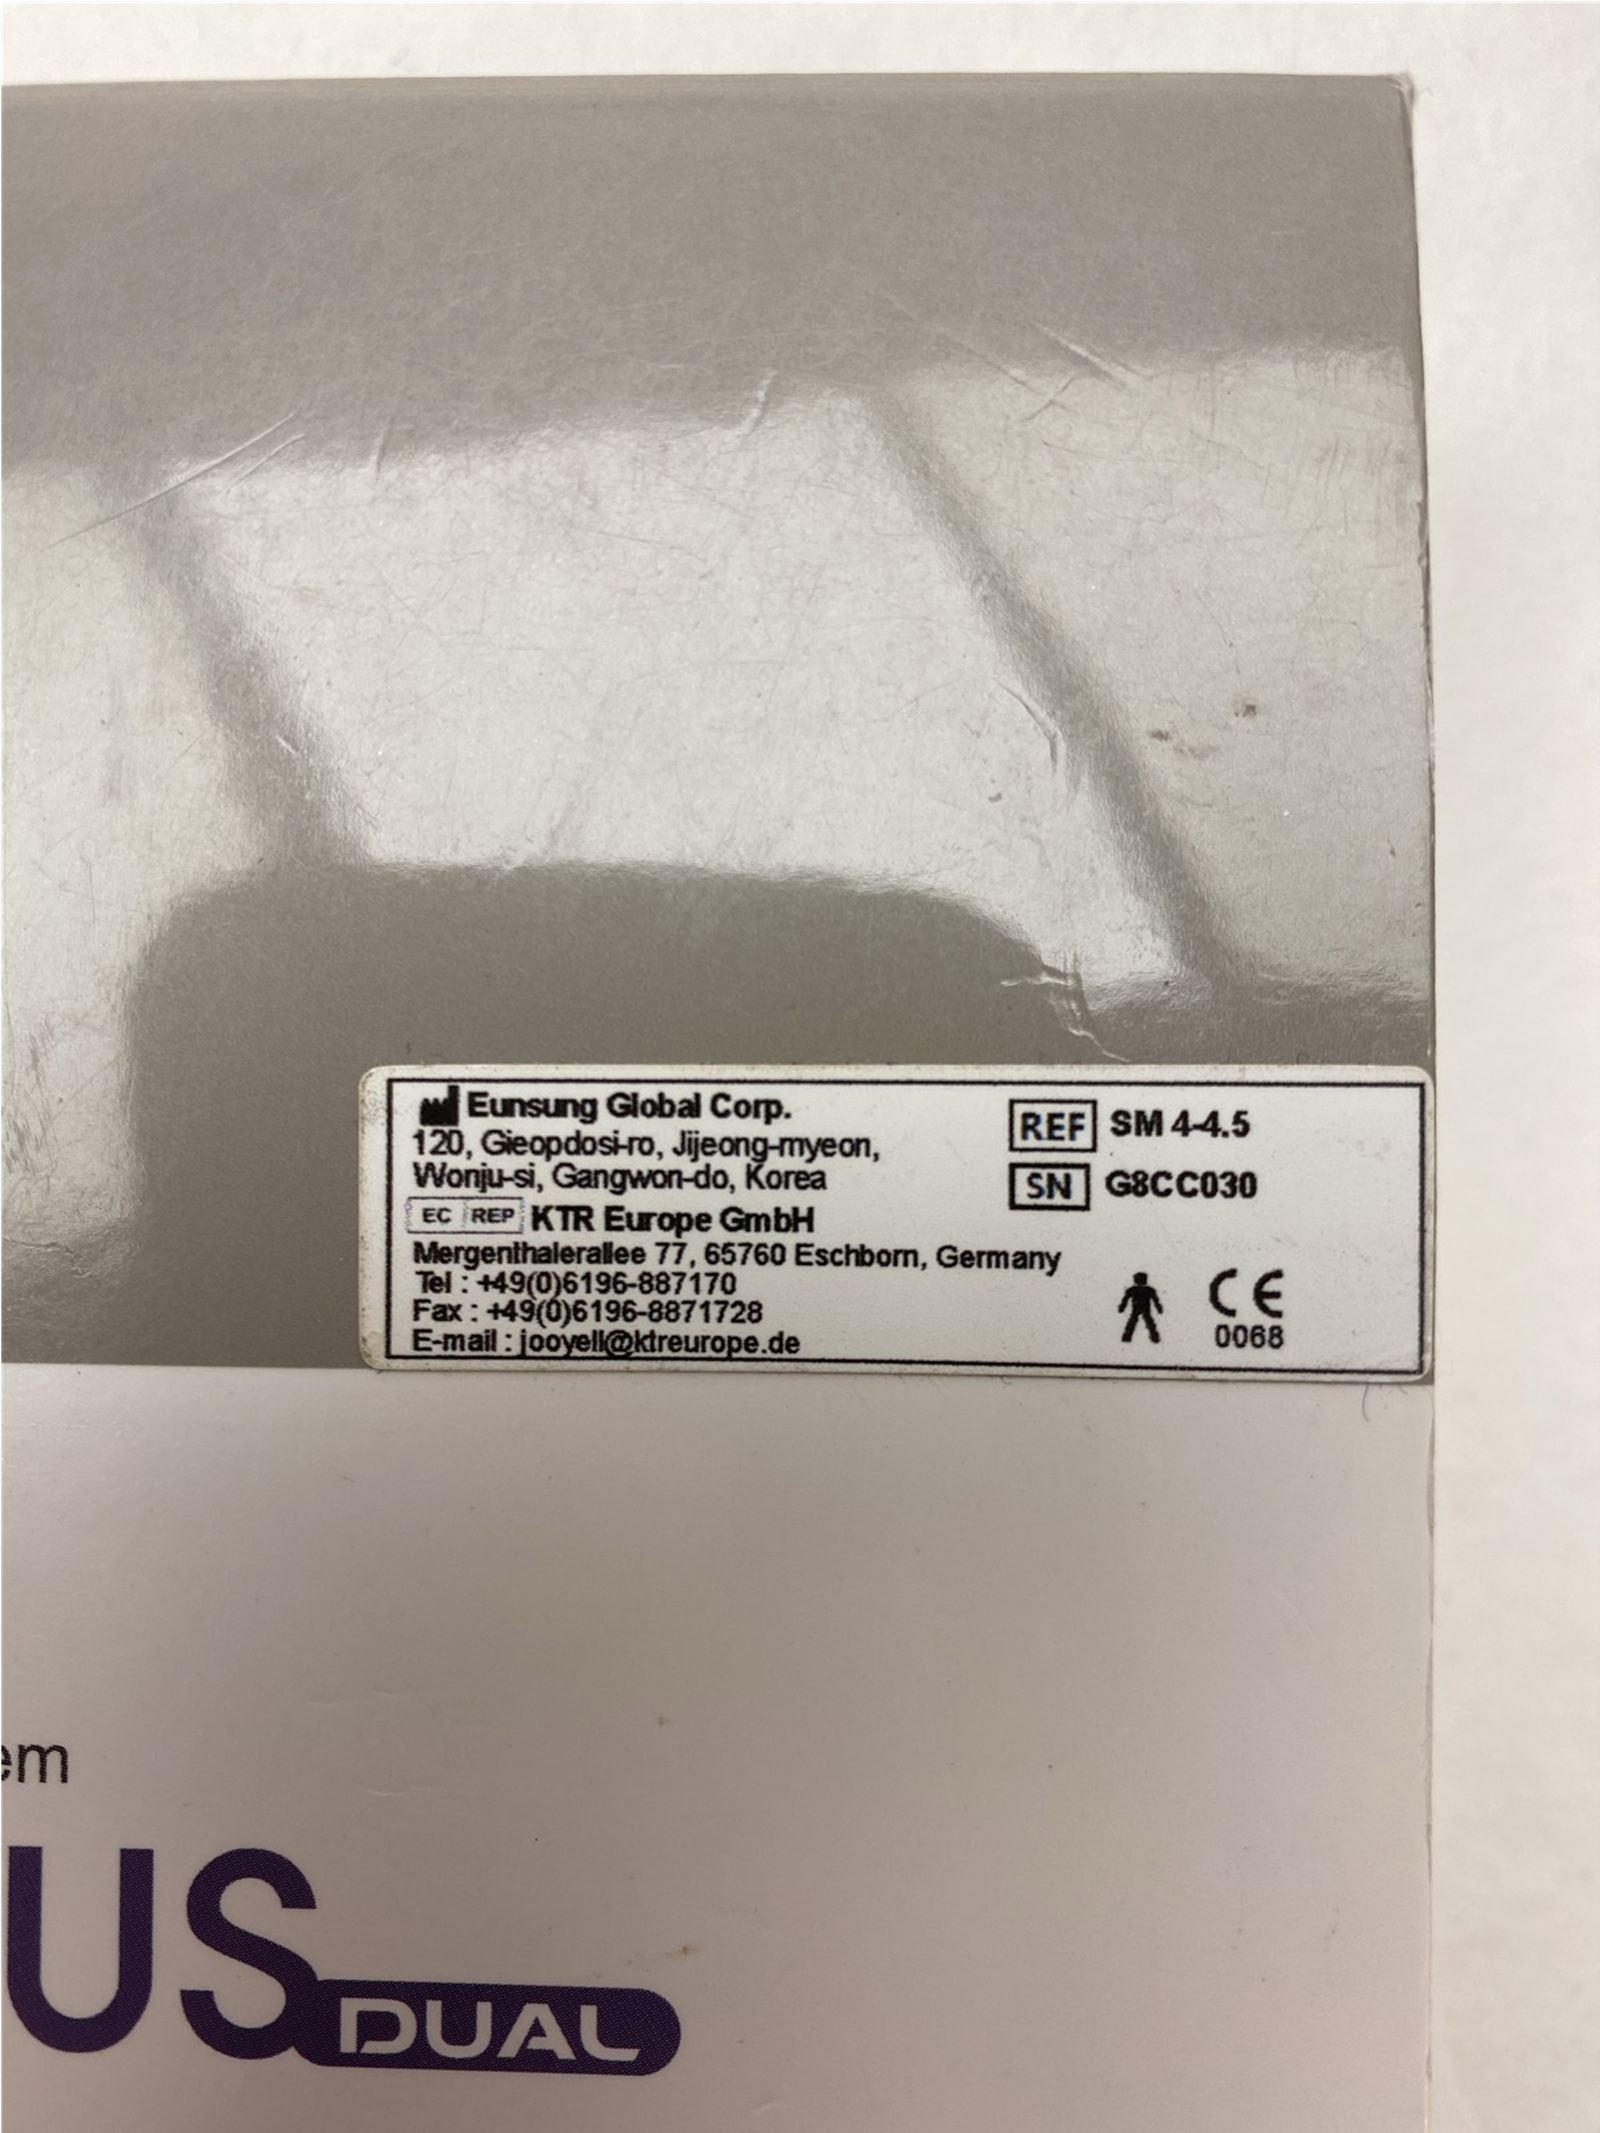 Eunsung Global Corp.
120, Gieopdosi-ro, Jijeong-myeon,
Wonju-si, Gangwon-do, Korea
EC REP KTR Europe GmbH
Mergenthalerallee 77, 65760 Eschborn, Germany
Tel : +49(0)6196-887170
Fax : +49(0)6196-8871728
E-mail : jooyell@ktreurope.de
REF SM 4-4.5
SN G8CC030
CE
0068
em
US
DUAL